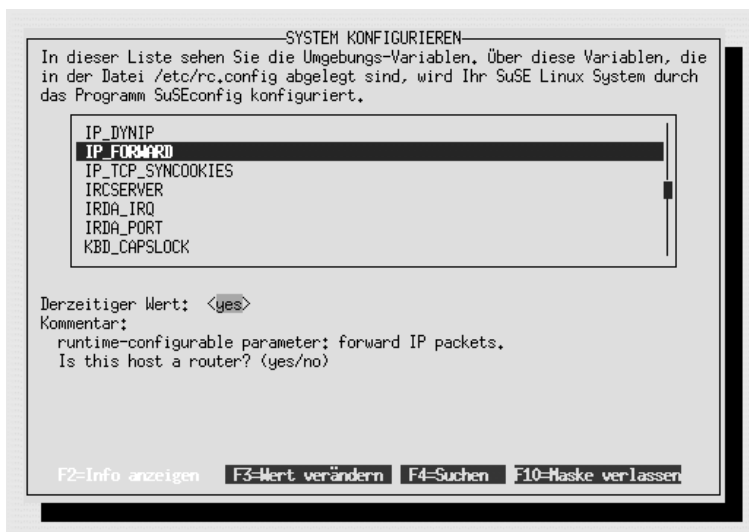 SYSTEM KONFIGURIEREN
In dieser Liste sehen Sie die Umgebungs-Variablen. Über diese Variablen, die
in der Datei /etc/rc.config abgelegt sind, wird Ihr SuSE Linux System durch
das Programm SuSEconfig konfiguriert.
IP_DYNIP
IP_FORWARD
IP_TCP_SYNCOOKIES
IRCSERVER
IRDA_IRQ
IRDA_PORT
KBD_CAPSLOCK
Derzeitiger Wert: <yes>
Kommentar:
runtime-configurable parameter: forward IP packets.
Is this host a router? (yes/no)
F2=Info anzeigen F3=Wert verändern F4=Suchen F10=Maske verlassen